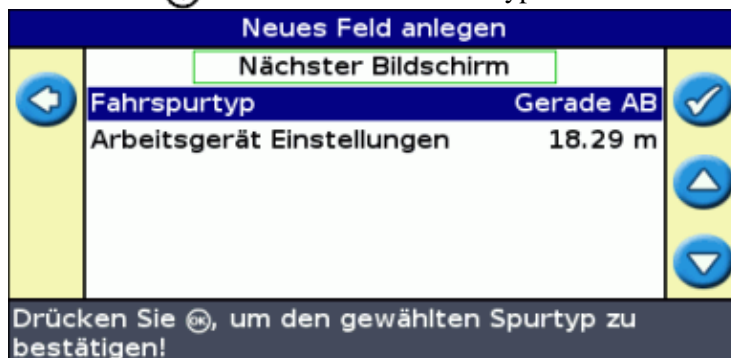 Neues Feld anlegen
Nächster Bildschirm
Fahrspurtyp Gerade AB
Arbeitsgerät Einstellungen 18.29 m
Drücken Sie OK, um den gewählten Spurtyp zu
bestätigen!